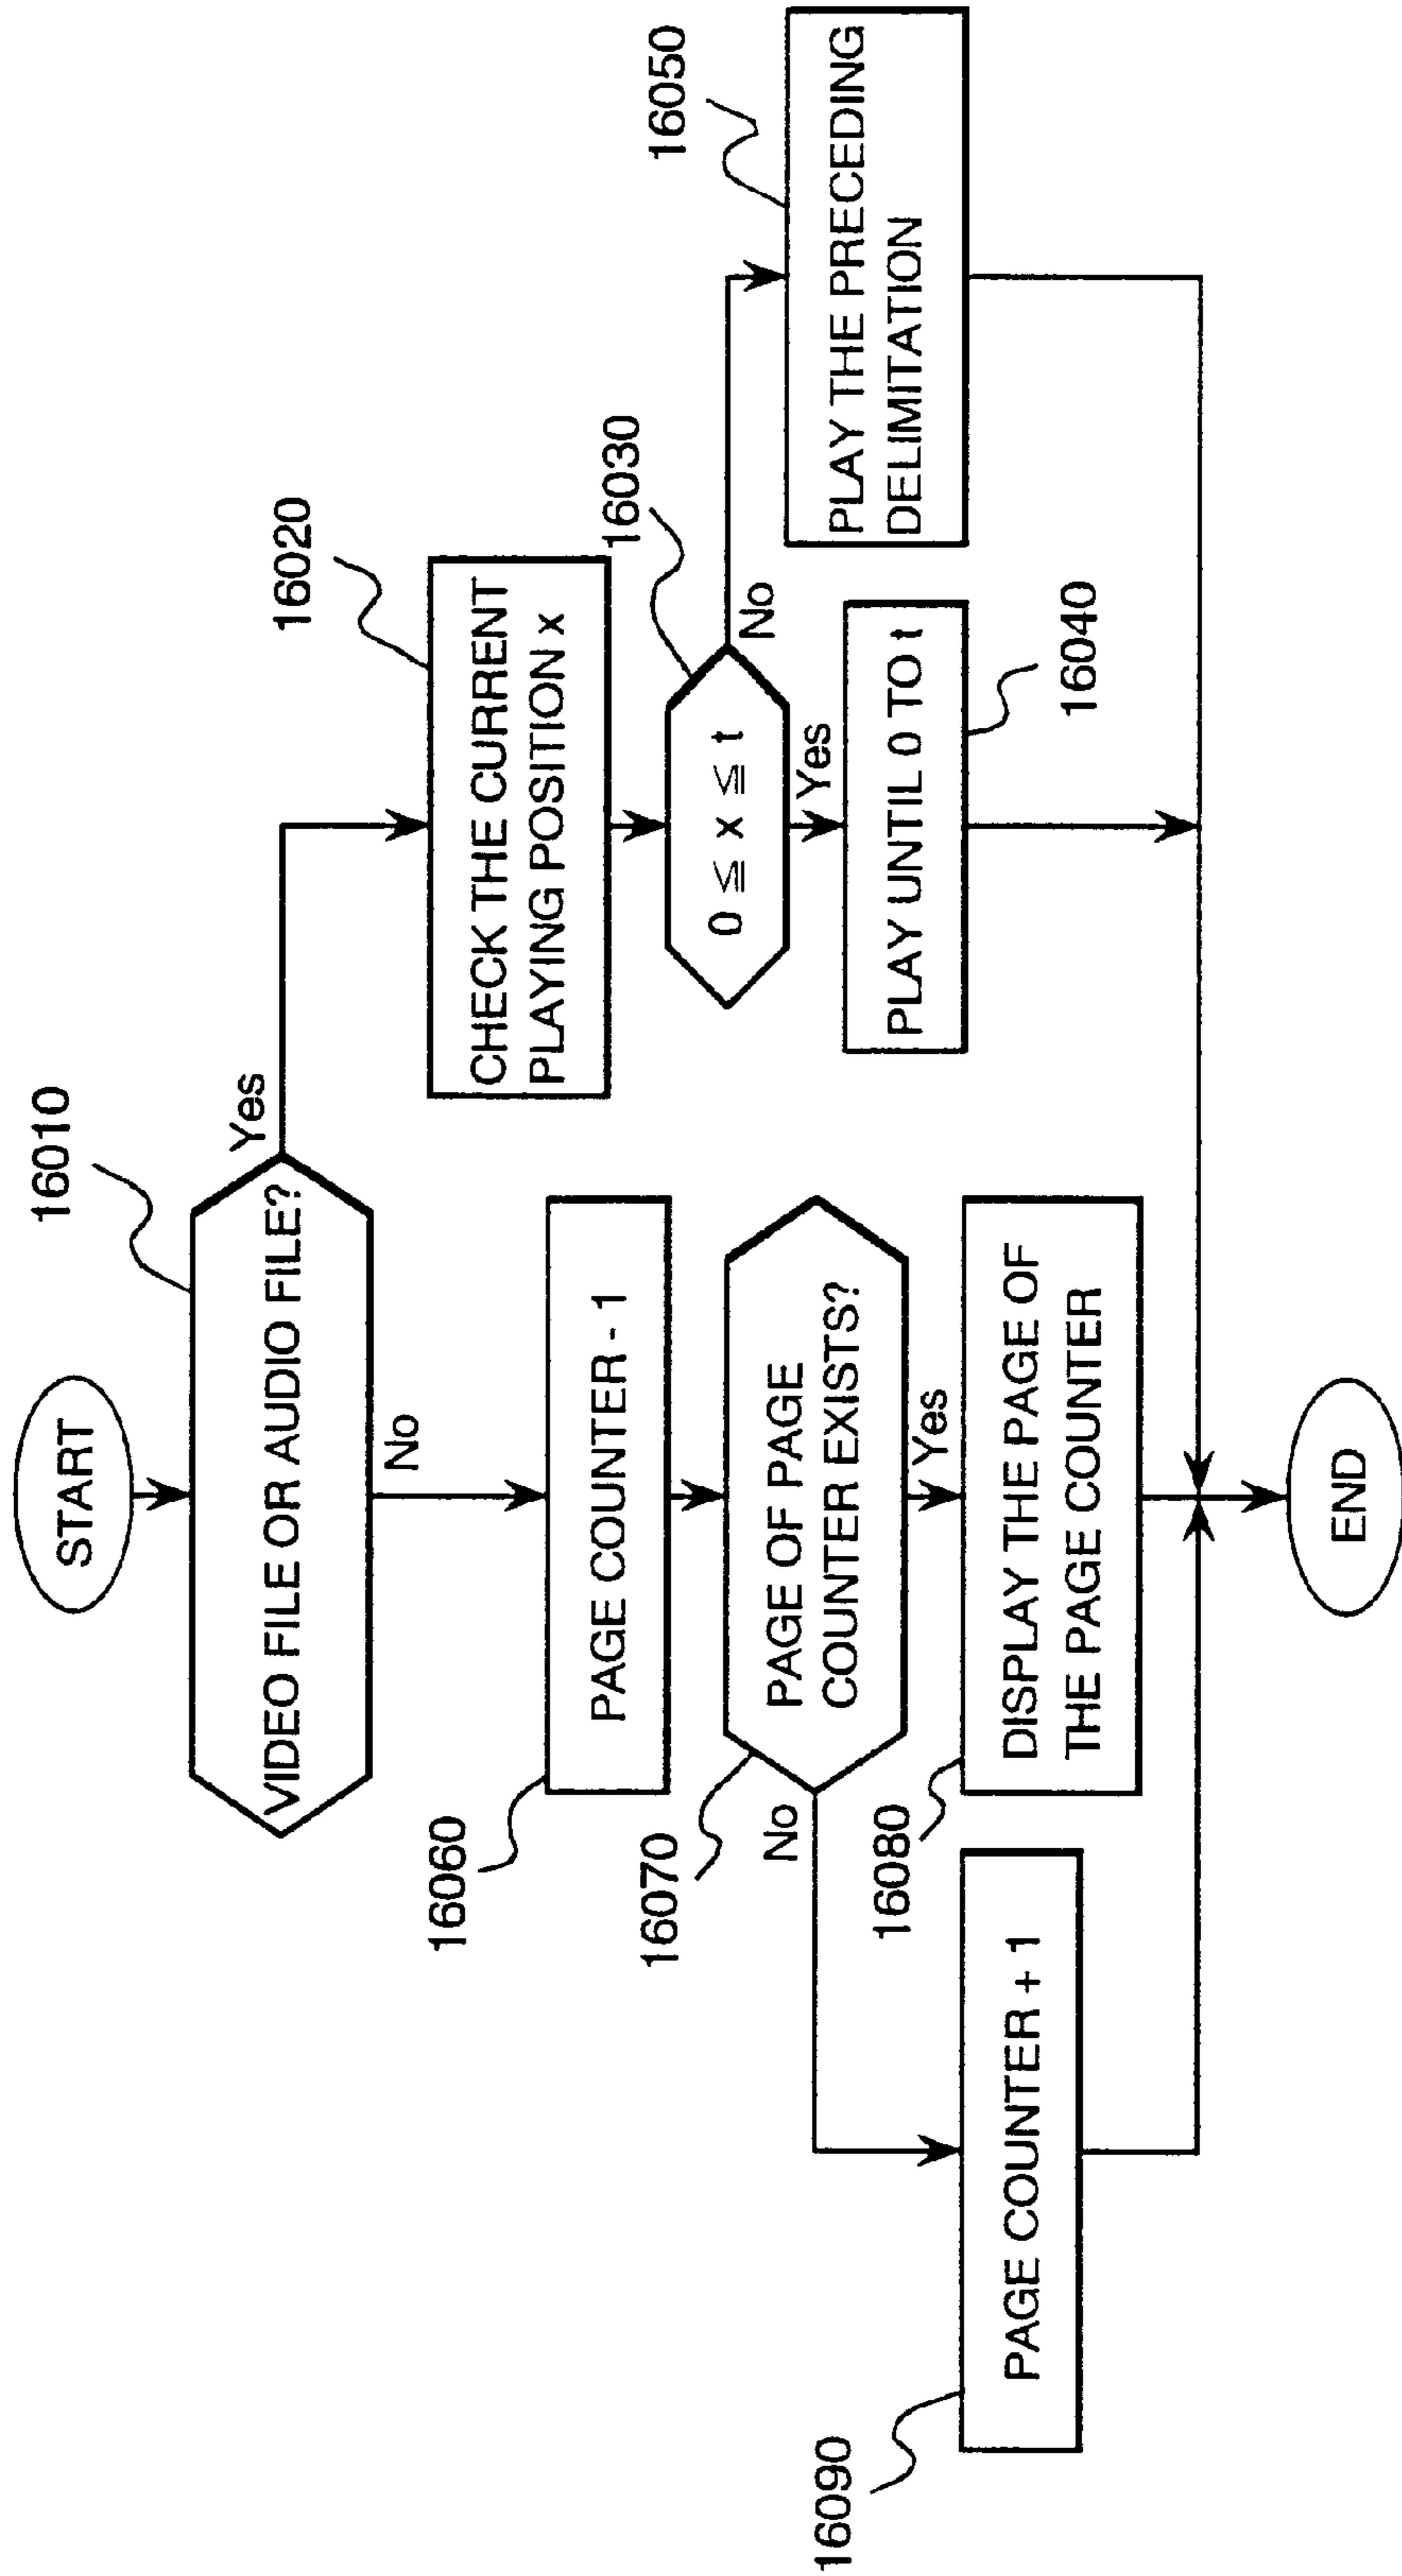 START
16010
VIDEO FILE OR AUDIO FILE?
Yes
No
16020
CHECK THE CURRENT
PLAYING POSITION x
16030
0 ≦ x ≦ t
No
Yes
16050
PLAY THE PRECEDING
DELIMITATION
PLAY UNTIL 0 TO t
16040
16060
PAGE COUNTER - 1
16070
PAGE OF PAGE
COUNTER EXISTS?
No
Yes
16080
DISPLAY THE PAGE OF
THE PAGE COUNTER
16090
PAGE COUNTER + 1
END